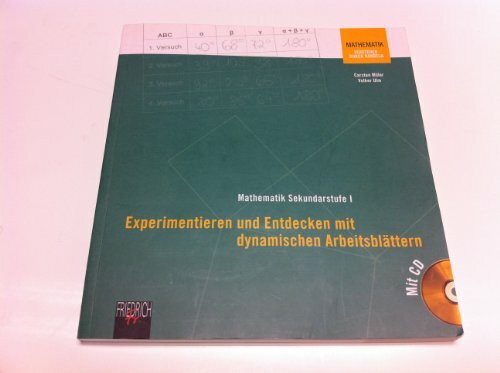 ABC α β γ α+β+γ
1. Versuch 40° 68° 72° 180°
2. Versuch
3. Versuch
4. Versuch
MATHEMATIK
Carsten Miller
Volker Ulm
Mathematik Sekundarstufe I
Experimentieren und Entdecken mit
dynamischen Arbeitsblättern
Mit CD
FRIEDRICH